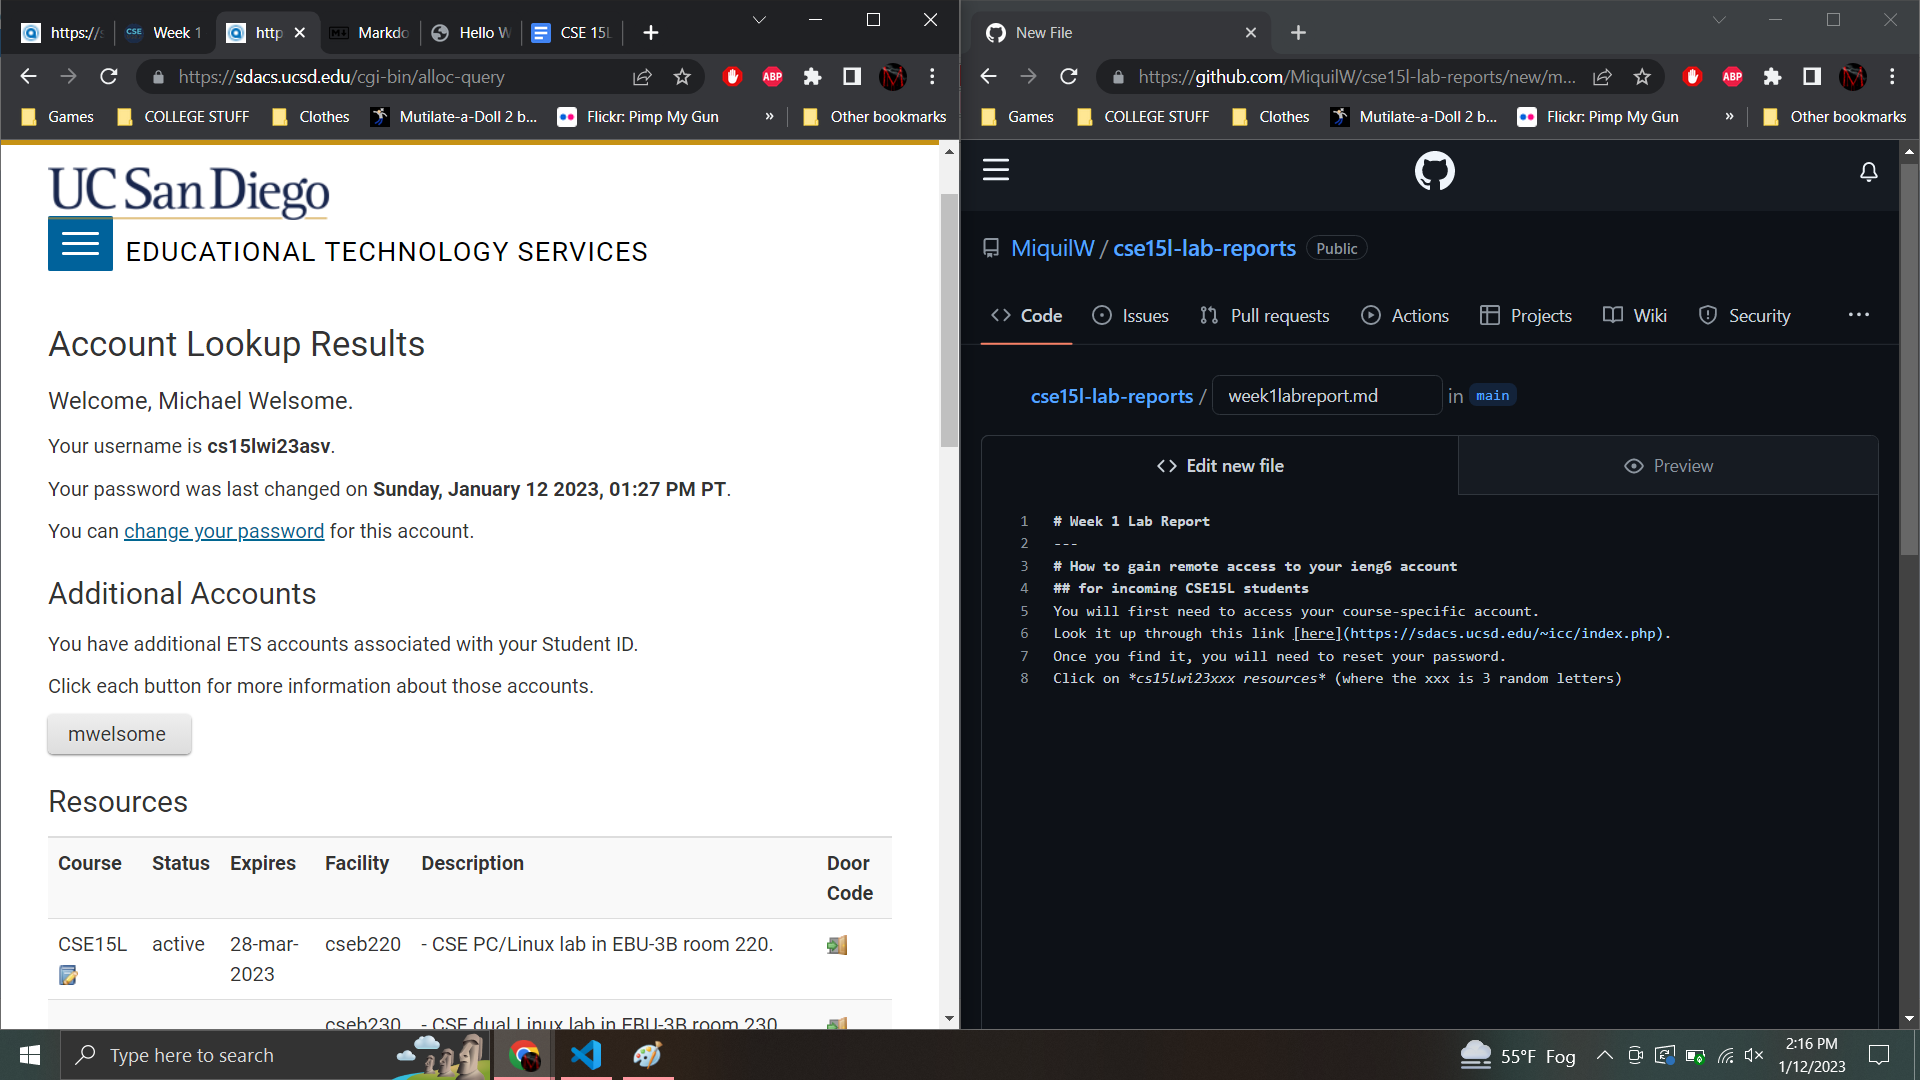 https://s
Week 1
http
Markdo
Hello W
CSE 15L
https://sdacs.ucsd.edu/cgi-bin/alloc-query
ABP
Games
COLLEGE STUFF
Clothes
Mutilate-a-Doll 2 b...
Flickr: Pimp My Gun
»
Other bookmarks
UC San Diego
EDUCATIONAL TECHNOLOGY SERVICES
Account Lookup Results
Welcome, Michael Welsome.
Your username is cs15lwi23asv.
Your password was last changed on Sunday, January 12 2023, 01:27 PM PT.
You can change your password for this account.
Additional Accounts
You have additional ETS accounts associated with your Student ID.
Click each button for more information about those accounts.
mwelsome
Resources
Course Status Expires Facility Description Door
Code
CSE15L active 28-mar- cseb220 - CSE PC/Linux lab in EBU-3B room 220.
2023
cseb230 - CSE dual Linux lab in EBU-3B room 230
New File
https://github.com/MiquilW/cse15l-lab-reports/new/m...
ABP
Games
COLLEGE STUFF
Clothes
Mutilate-a-Doll 2 b...
Flickr: Pimp My Gun
»
Other bookmarks
MiquilW / cse15l-lab-reports Public
Code
Issues
Pull requests
Actions
Projects
Wiki
Security
cse15l-lab-reports / week1labreport.md in main
Edit new file
Preview
1 # Week 1 Lab Report
2 ---
3 # How to gain remote access to your ieng6 account
4 ## for incoming CSE15L students
5 You will first need to access your course-specific account.
6 Look it up through this link [here](https://sdacs.ucsd.edu/~icc/index.php).
7 Once you find it, you will need to reset your password.
8 Click on *cs15lwi23xxx resources* (where the xxx is 3 random letters)
Type here to search
55°F Fog
2:16 PM
1/12/2023